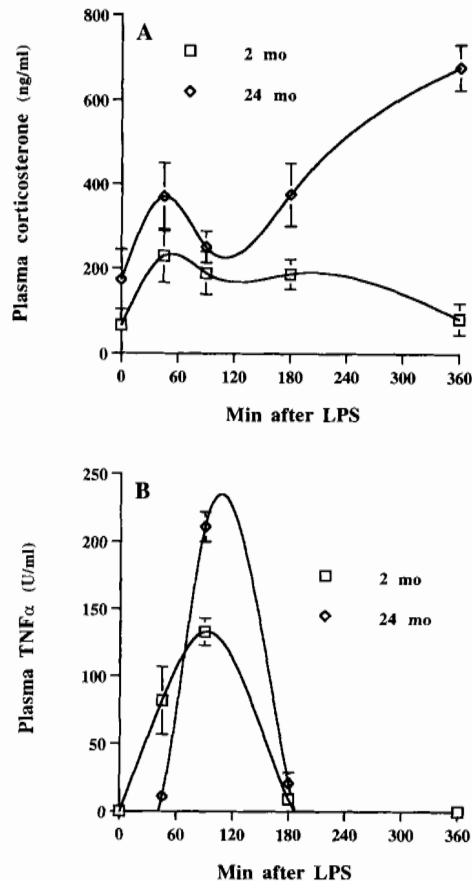 A
2 mo
24 mo
Plasma corticosterone (ng/ml)
800
600
400
200
0
0 60 120 180 240 300 360
Min after LPS
B
2 mo
24 mo
Plasma TNFα (U/ml)
250
200
150
100
50
0
0 60 120 180 240 300 360
Min after LPS